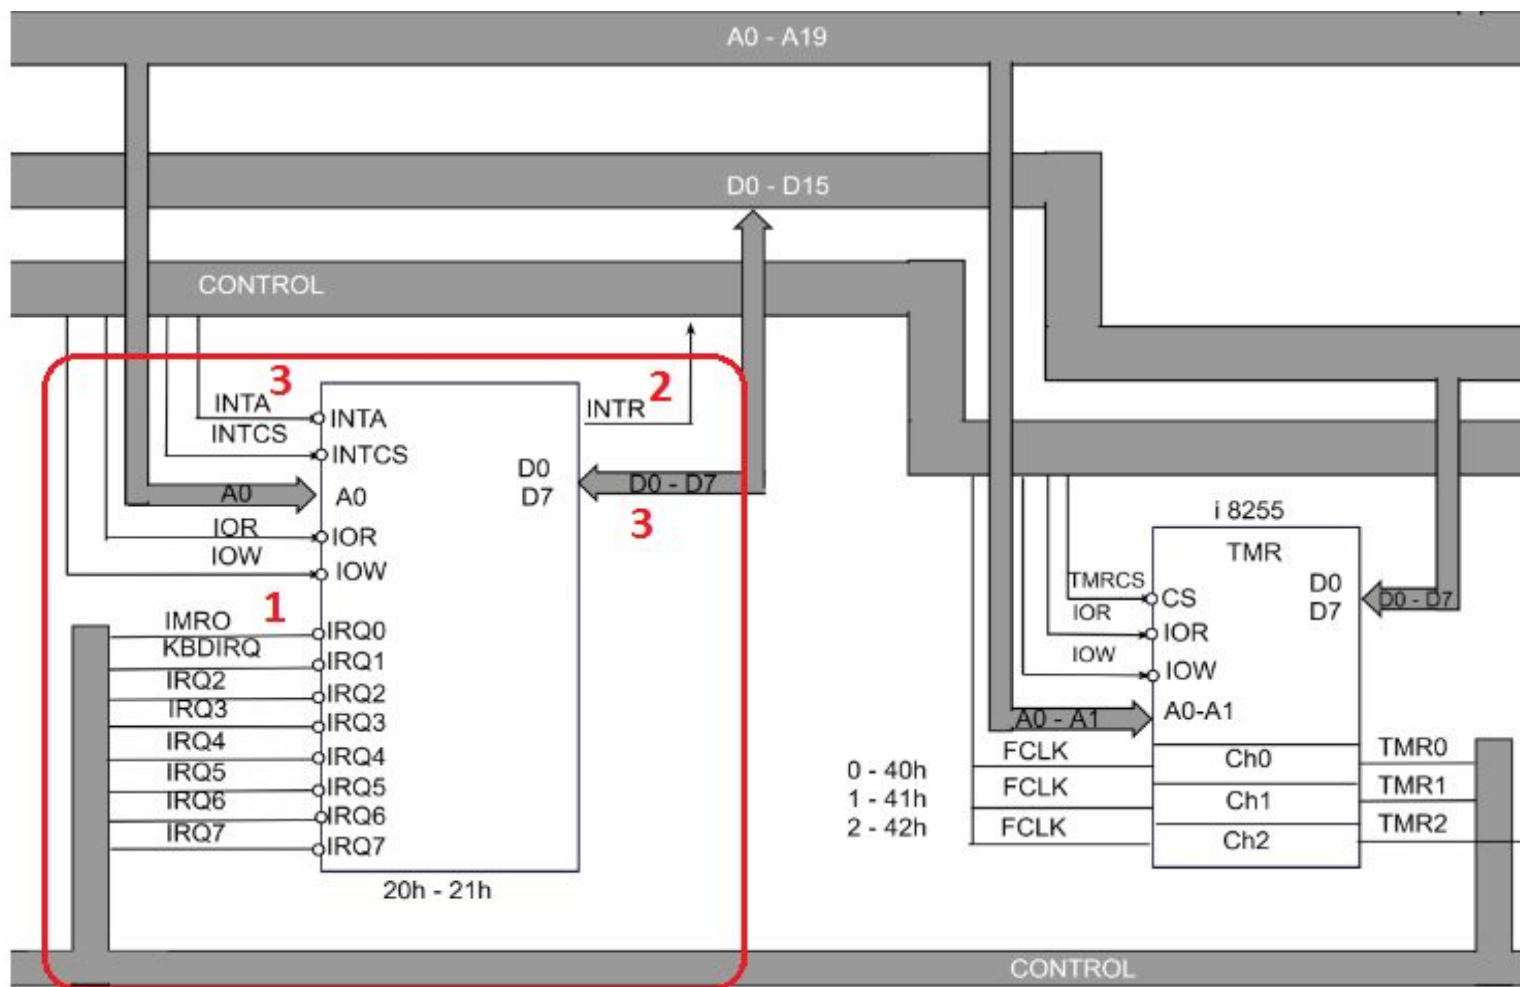 A0 - A19
D0 - D15
CONTROL
3
2
INTA
INTR
INTA
INTCS
INTCS
D0
D7
D0 - D7
A0
A0
3
IOR
IOR
IOW
IOW
1
IMRO
IRQ0
KBDIRQ
IRQ1
IRQ2
IRQ2
IRQ3
IRQ3
IRQ4
IRQ4
IRQ5
IRQ5
IRQ6
IRQ6
IRQ7
IRQ7
20h - 21h
i 8255
TMR
TMRCS
CS
D0
D7
D0 - D7
IOR
IOR
IOW
IOW
A0 - A1
A0-A1
0 - 40h
1 - 41h
2 - 42h
FCLK
Ch0
TMR0
FCLK
Ch1
TMR1
FCLK
Ch2
TMR2
CONTROL